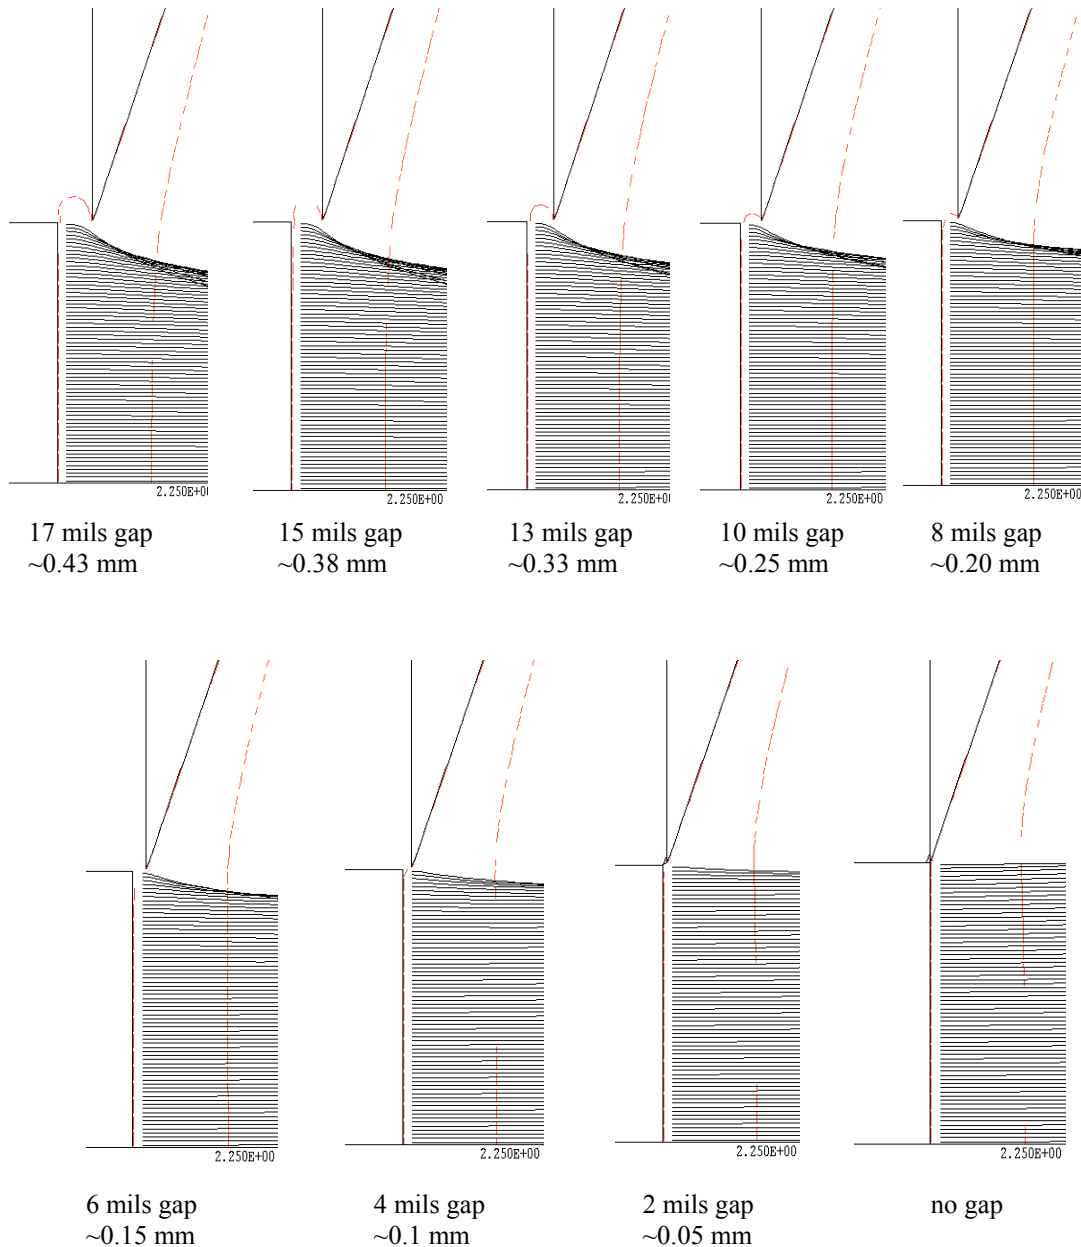 2.250E+00
2.250E+00
2.250E+00
2.250E+00
2.250E+00
17 mils gap
~0.43 mm
15 mils gap
~0.38 mm
13 mils gap
~0.33 mm
10 mils gap
~0.25 mm
8 mils gap
~0.20 mm
2.250E+00
2.250E+00
2.250E+00
2.250E+00
6 mils gap
~0.15 mm
4 mils gap
~0.1 mm
2 mils gap
~0.05 mm
no gap